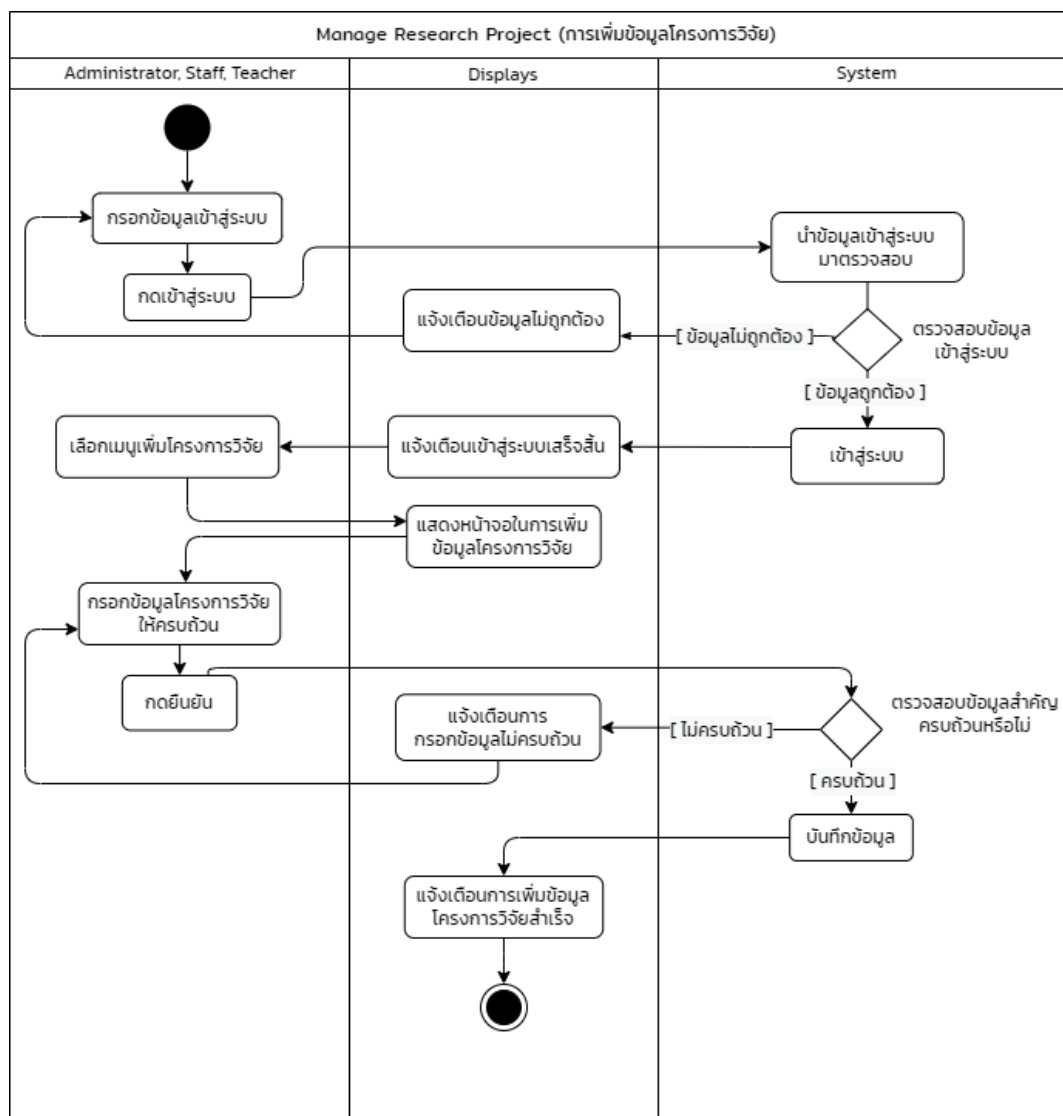 Manage Research Project (การเพิ่มข้อมูลโครงการวิจัย)
Administrator, Staff, Teacher
Displays
System
กรอกข้อมูลเข้าสู่ระบบ
นำข้อมูลเข้าสู่ระบบ
มาตรวจสอบ
กดเข้าสู่ระบบ
แจ้งเตือนข้อมูลไม่ถูกต้อง
[ ข้อมูลไม่ถูกต้อง ]
ตรวจสอบข้อมูล
เข้าสู่ระบบ
[ ข้อมูลถูกต้อง ]
เลือกเมนูเพิ่มโครงการวิจัย
แจ้งเตือนเข้าสู่ระบบเสร็จสิ้น
เข้าสู่ระบบ
แสดงหน้าจอในการเพิ่ม
ข้อมูลโครงการวิจัย
กรอกข้อมูลโครงการวิจัย
ให้ครบถ้วน
กดยืนยัน
แจ้งเตือนการ
กรอกข้อมูลไม่ครบถ้วน
[ ไม่ครบถ้วน ]
ตรวจสอบข้อมูลสำคัญ
ครบถ้วนหรือไม่
[ ครบถ้วน ]
บันทึกข้อมูล
แจ้งเตือนการเพิ่มข้อมูล
โครงการวิจัยสำเร็จ